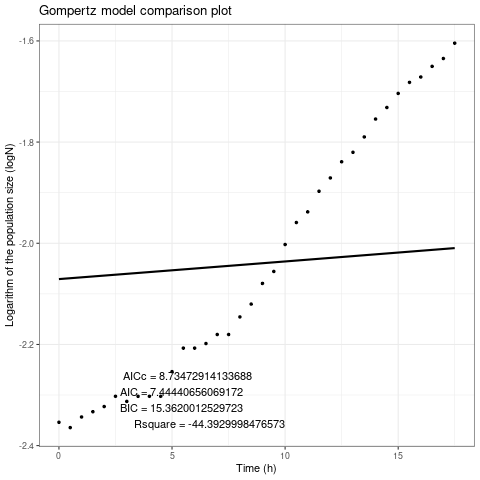 Gompertz model comparison plot
Logarithm of the population size (logN)
-1.6
-1.8
-2.0
-2.2
-2.4
AICc = 8.73472914133688
AIC = 7.44440656069172
BIC = 15.3620012529723
Rsquare = -44.3929998476573
0 5 10 15
Time (h)